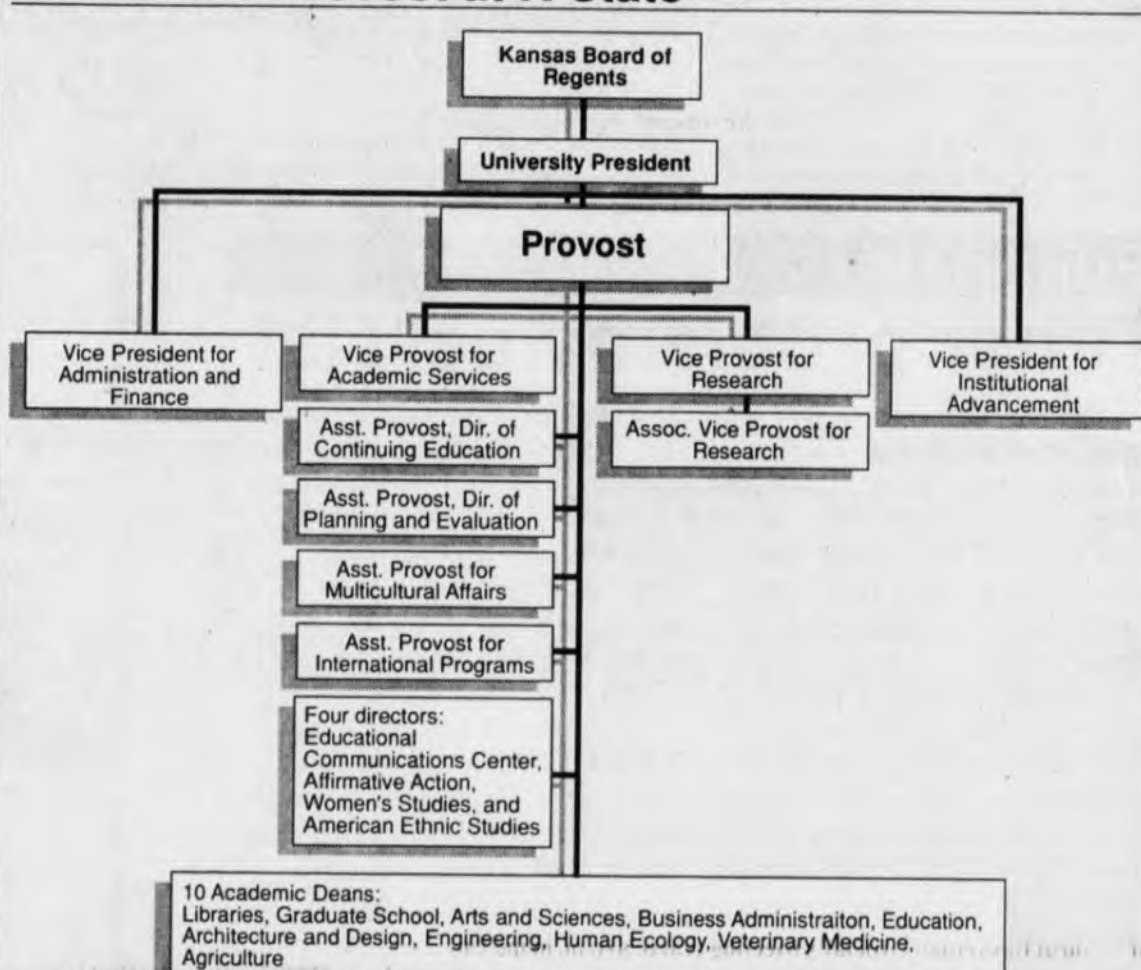 State
Kansas Board of
Regents
University President
Provost
Vice President for
Administration and
Finance
Vice Provost for
Academic Services
Vice Provost for
Research
Vice President for
Institutional
Advancement
Asst. Provost, Dir. of
Continuing Education
Assoc. Vice Provost for
Research
Asst. Provost, Dir. of
Planning and Evaluation
Asst. Provost for
Multicultural Affairs
Asst. Provost for
International Programs
Four directors:
Educational
Communications Center,
Affirmative Action,
Women's Studies, and
American Ethnic Studies
10 Academic Deans:
Libraries, Graduate School, Arts and Sciences, Business Administraiton, Education,
Architecture and Design, Engineering, Human Ecology, Veterinary Medicine,
Agriculture